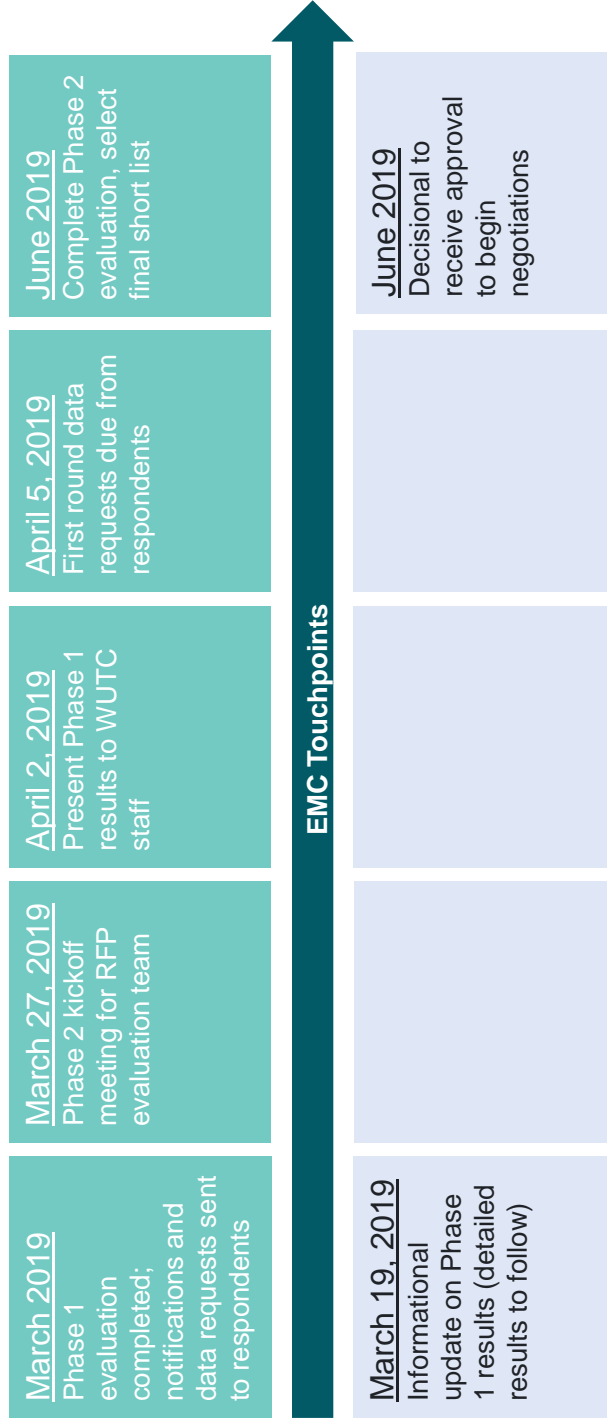 March 2019
Phase 1
evaluation
completed;
notifications and
data requests sent
to respondents
March 27, 2019
Phase 2 kickoff
meeting for RFP
evaluation team
April 2, 2019
Present Phase 1
results to WUTC
staff
April 5, 2019
First round data
requests due from
respondents
June 2019
Complete Phase 2
evaluation, select
final short list
EMC Touchpoints
March 19, 2019
Informational
update on Phase
1 results (detailed
results to follow)
June 2019
Decisional to
receive approval
to begin
negotiations